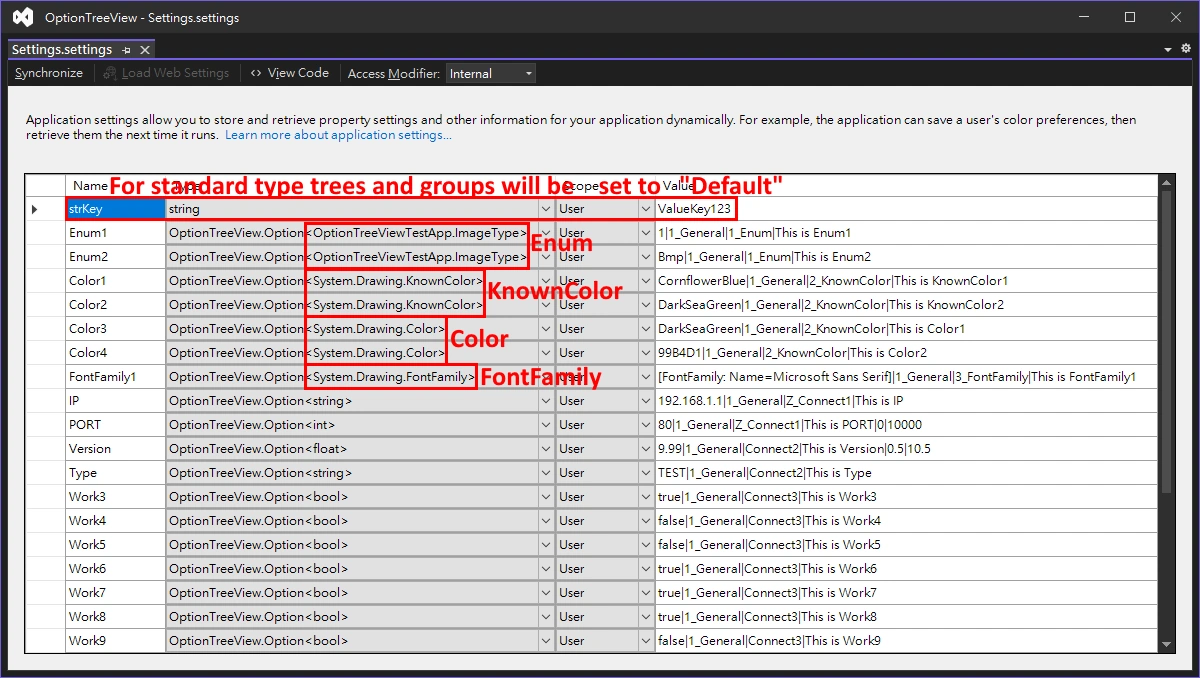 OptionTreeView - Settings.settings
Settings.settings
Synchronize Load Web Settings View Code Access Modifier: Internal
Application settings allow you to store and retrieve property settings and other information for your application dynamically. For example, the application can save a user's color preferences, then
retrieve them the next time it runs. Learn more about application settings...
Name Type Scope Value
For standard type trees and groups will be set to "Default"
strKey string User ValueKey123
Enum1 OptionTreeView.Option<OptionTreeViewTestApp.ImageType> User 1|1_General|1_Enum|This is Enum1
Enum
Enum2 OptionTreeView.Option<OptionTreeViewTestApp.ImageType> User Bmp|1_General|1_Enum|This is Enum2
Color1 OptionTreeView.Option<System.Drawing.KnownColor> User CornflowerBlue|1_General|2_KnownColor|This is KnownColor1
KnownColor
Color2 OptionTreeView.Option<System.Drawing.KnownColor> User DarkSeaGreen|1_General|2_KnownColor|This is KnownColor2
Color3 OptionTreeView.Option<System.Drawing.Color> User DarkSeaGreen|1_General|2_KnownColor|This is Color1
Color
Color4 OptionTreeView.Option<System.Drawing.Color> User 99B4D1|1_General|2_KnownColor|This is Color2
FontFamily1 OptionTreeView.Option<System.Drawing.FontFamily> User [FontFamily: Name=Microsoft Sans Serif]|1_General|3_FontFamily|This is FontFamily1
FontFamily
IP OptionTreeView.Option<string> User 192.168.1.1|1_General|Z_Connect1|This is IP
PORT OptionTreeView.Option<int> User 80|1_General|Z_Connect1|This is PORT|0|10000
Version OptionTreeView.Option<float> User 9.99|1_General|Connect2|This is Version|0.5|10.5
Type OptionTreeView.Option<string> User TEST|1_General|Connect2|This is Type
Work3 OptionTreeView.Option<bool> User true|1_General|Connect3|This is Work3
Work4 OptionTreeView.Option<bool> User false|1_General|Connect3|This is Work4
Work5 OptionTreeView.Option<bool> User false|1_General|Connect3|This is Work5
Work6 OptionTreeView.Option<bool> User true|1_General|Connect3|This is Work6
Work7 OptionTreeView.Option<bool> User true|1_General|Connect3|This is Work7
Work8 OptionTreeView.Option<bool> User true|1_General|Connect3|This is Work8
Work9 OptionTreeView.Option<bool> User false|1_General|Connect3|This is Work9